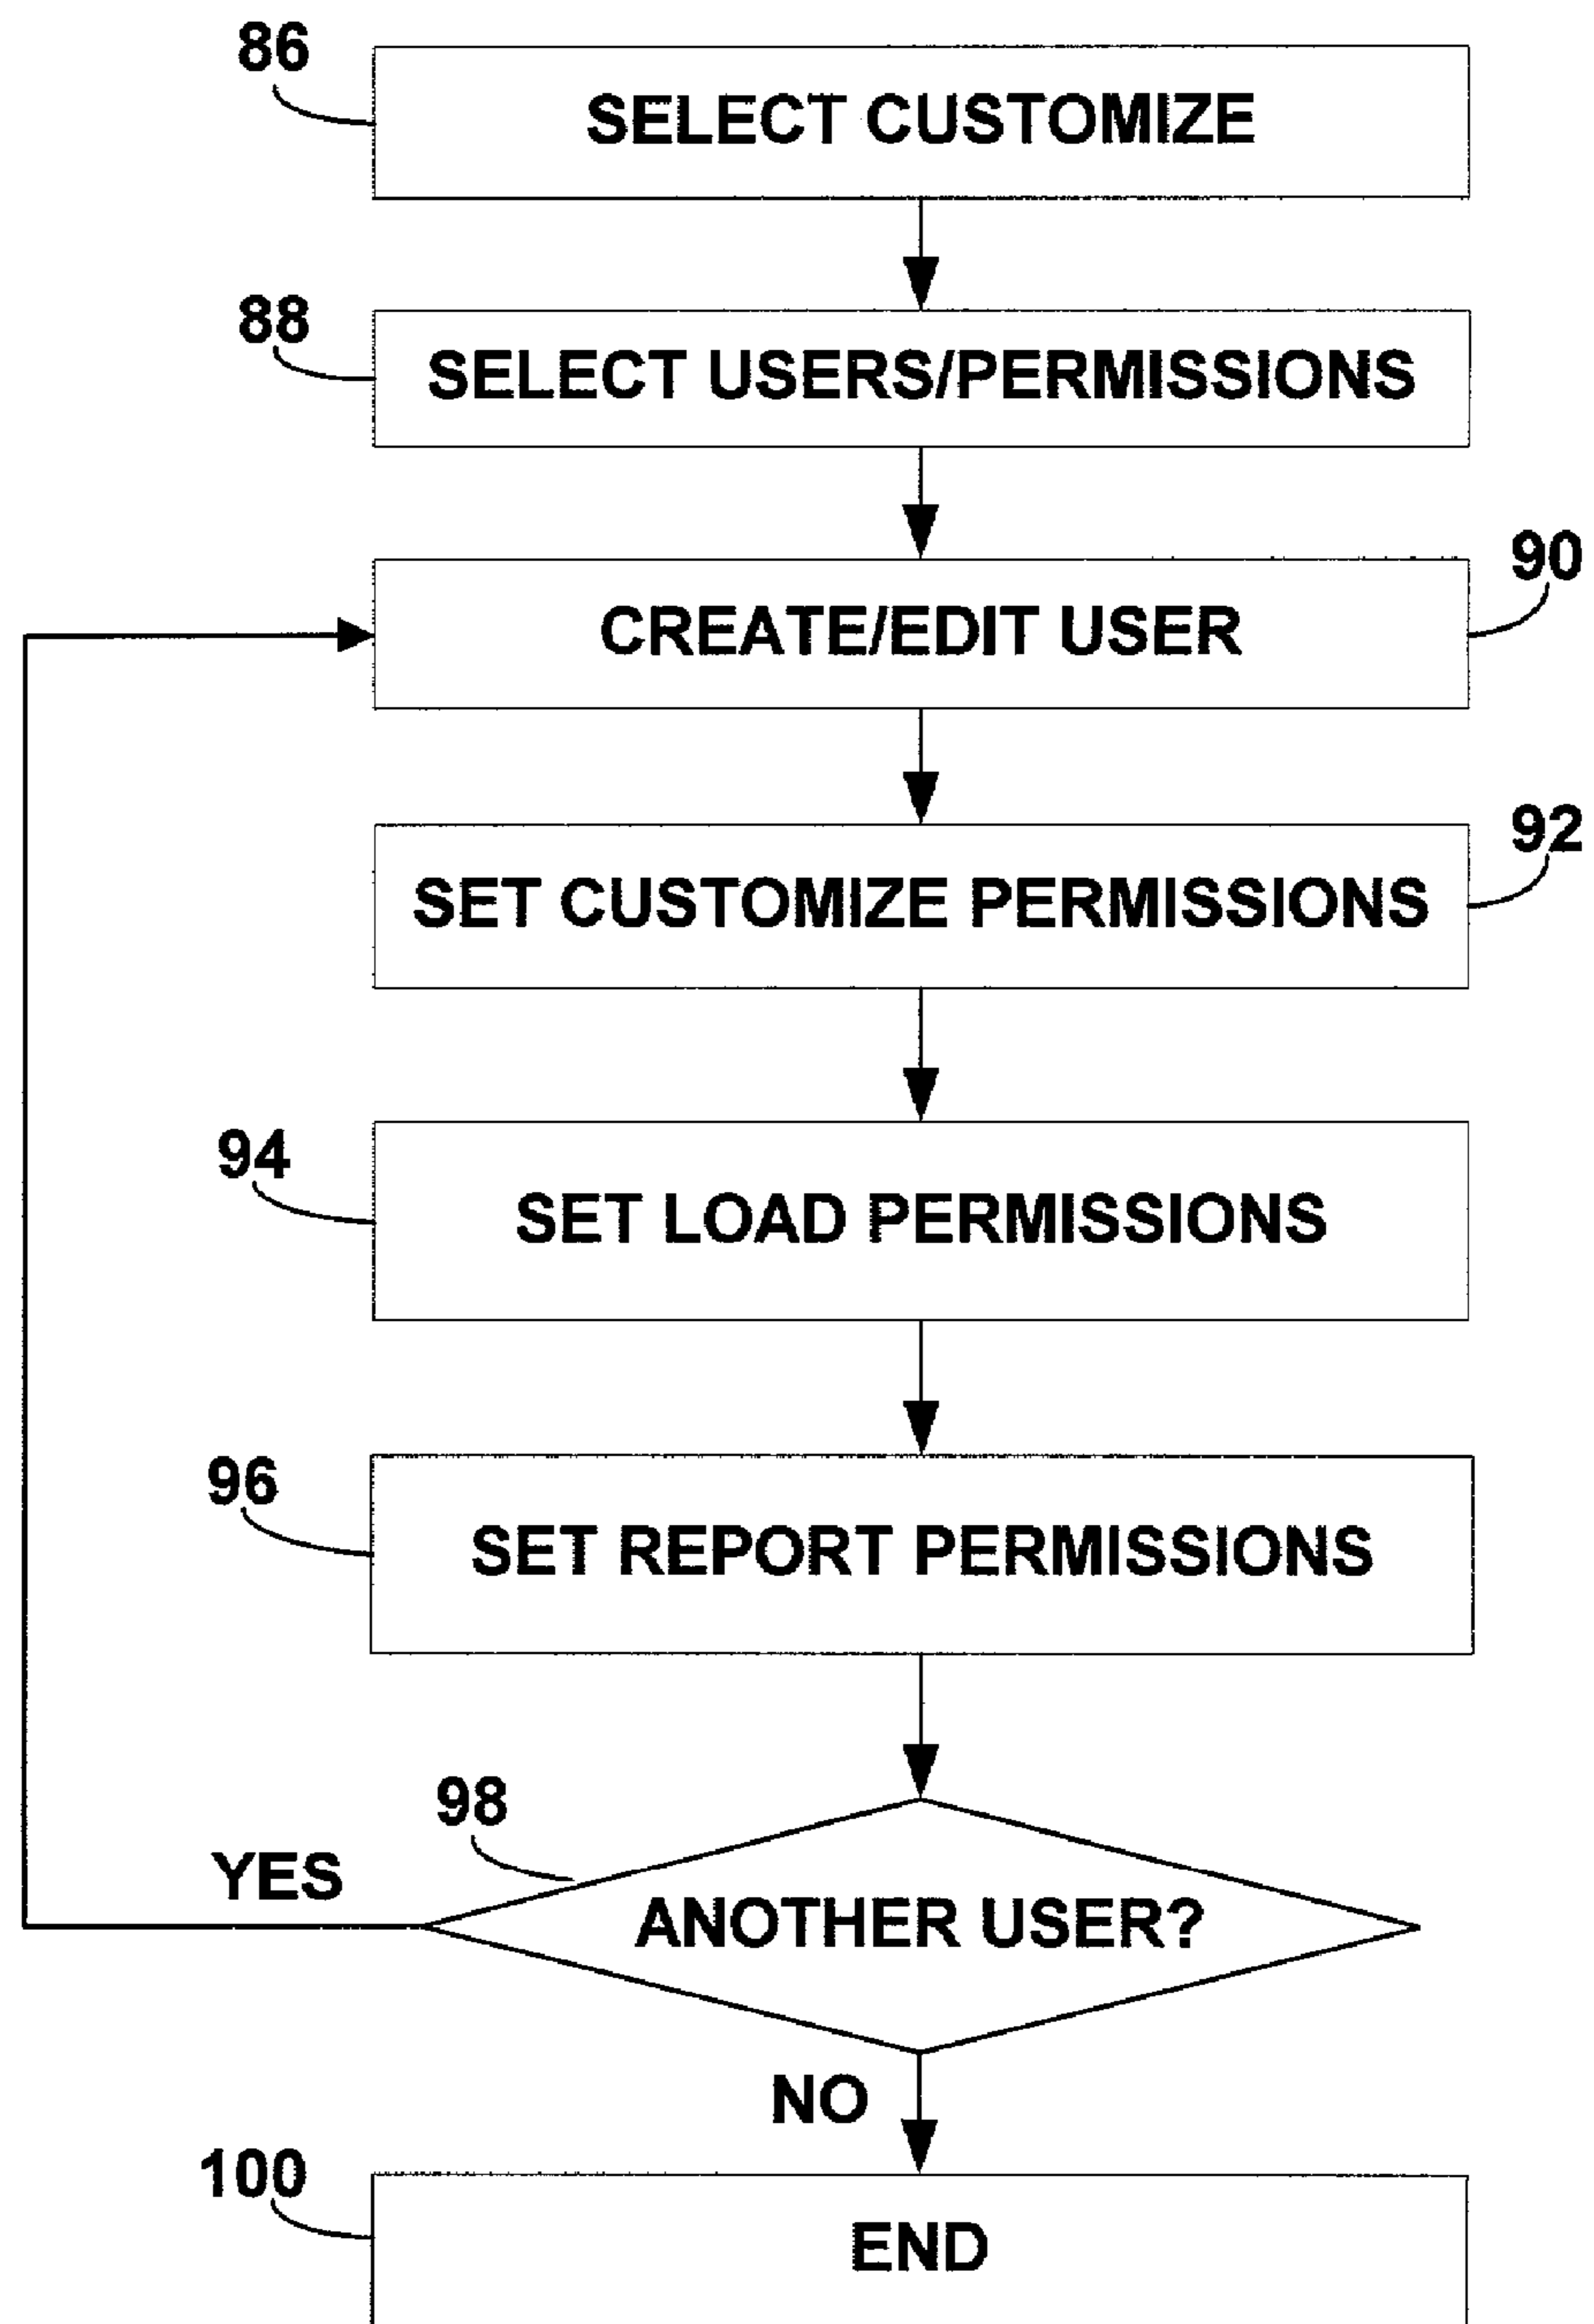 86
SELECT CUSTOMIZE
88
SELECT USERS/PERMISSIONS
90
CREATE/EDIT USER
92
SET CUSTOMIZE PERMISSIONS
94
SET LOAD PERMISSIONS
96
SET REPORT PERMISSIONS
98
YES
ANOTHER USER?
NO
100
END